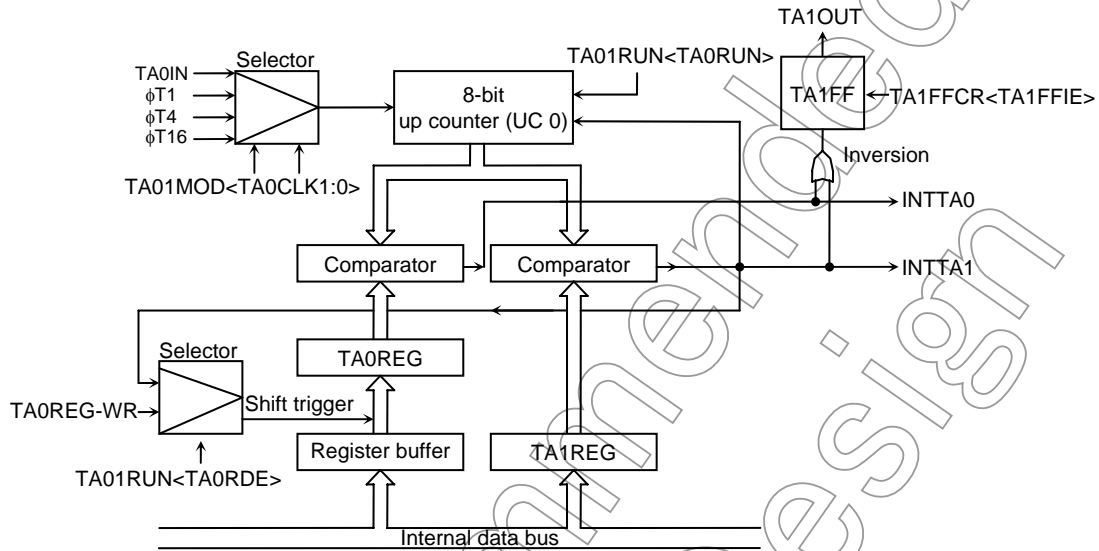 TA1OUT
Selector
TA01RUN<TA0RUN>
TA0IN
ϕT1
ϕT4
ϕT16
8-bit
up counter (UC 0)
TA1FF
TA1FFCR<TA1FFIE>
Inversion
TA01MOD<TA0CLK1:0>
INTTA0
Comparator
Comparator
INTTA1
Selector
TA0REG
TA0REG-WR
Shift trigger
Register buffer
TA1REG
TA01RUN<TA0RDE>
Internal data bus